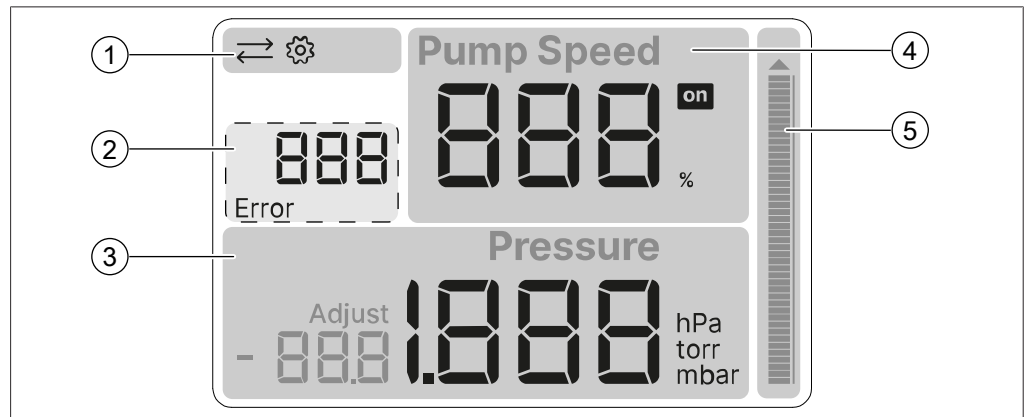 1
Pump Speed
4
888
on
%
5
2
888
Error
3
Pressure
Adjust
- 88.8
1.888
hPa
torr
mbar